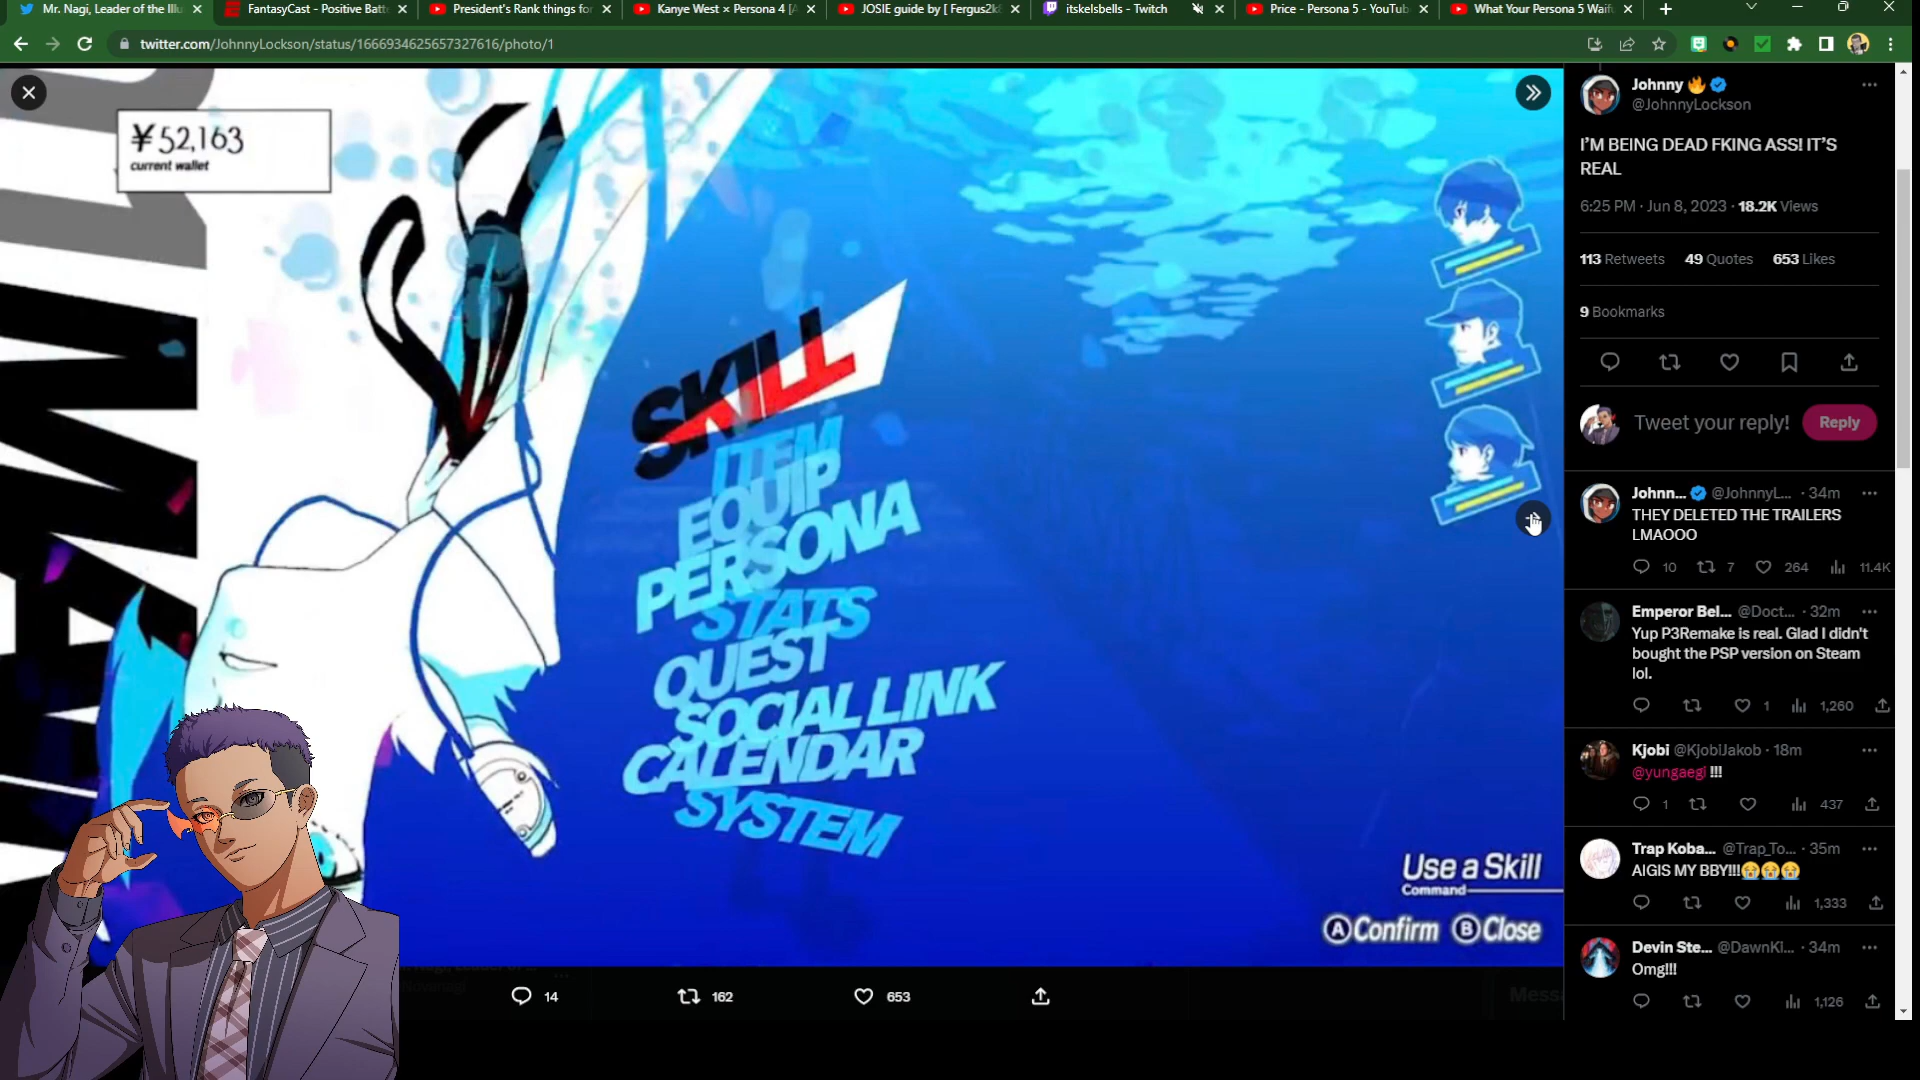 Mr. Nagi, Leader of the Illu
FantasyCast - Positive Batt
President's Rank things for
Kanye West × Persona 4 [A
JOSIE guide by [ Fergus2k8
itskelsbells - Twitch
Price - Persona 5 - YouTub
What Your Persona 5 Waif
twitter.com/JohnnyLockson/status/1666934625657327616/photo/1
¥52,163
current wallet
SKILL
ITEM
EQUIP
PERSONA
STATS
QUEST
SOCIAL LINK
CALENDAR
SYSTEM
Use a Skill
Command
A Confirm B Close
14 162 653
Johnny 🔥
@JohnnyLockson
I'M BEING DEAD FKING ASS! IT'S
REAL
6:25 PM · Jun 8, 2023 · 18.2K Views
113 Retweets 49 Quotes 653 Likes
9 Bookmarks
Tweet your reply! Reply
Johnn... @JohnnyL... · 34m
THEY DELETED THE TRAILERS
LMAOOO
10 7 264 11.4K
Emperor Bel... @Doct... · 32m
Yup P3Remake is real. Glad I didn't
bought the PSP version on Steam
lol.
1 1,260
Kjobi @KjobiJakob · 18m
@yungaegi !!!
1 437
Trap Koba... @Trap_To... · 35m
AIGIS MY BBY!!!😭😭😭
1,333
Devin Ste... @DawnKi... · 34m
Omg!!!
1,126